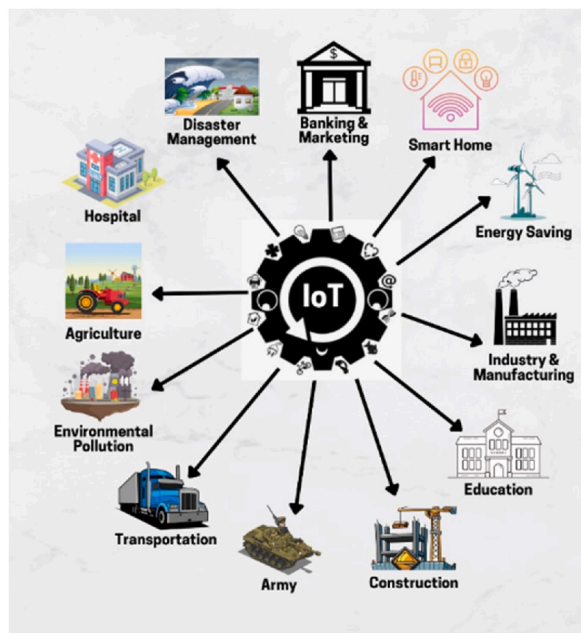 Disaster
Management
$
Banking &
Marketing
Smart Home
Hospital
Energy Saving
IoT
@
Agriculture
Industry &
Manufacturing
Environmental
Pollution
Education
Transportation
Army
Construction